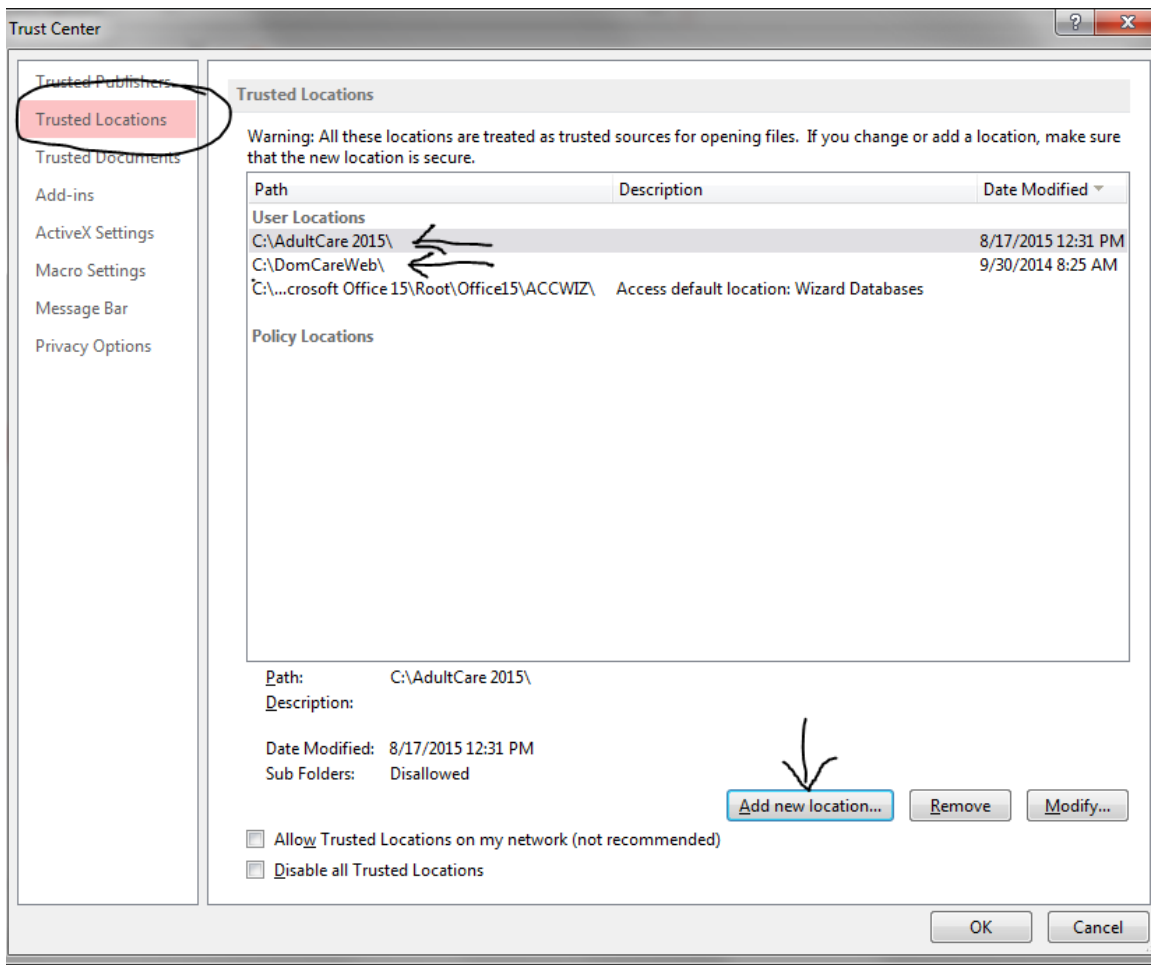 Trust Center
?
X
Trusted Publishers
Trusted Locations
Trusted Documents
Add-ins
ActiveX Settings
Macro Settings
Message Bar
Privacy Options
Trusted Locations
Warning: All these locations are treated as trusted sources for opening files. If you change or add a location, make sure
that the new location is secure.
Path Description Date Modified
User Locations
C:\AdultCare 2015\ 8/17/2015 12:31 PM
C:\DomCareWeb\ 9/30/2014 8:25 AM
C:\...crosoft Office 15\Root\Office15\ACCWIZ\ Access default location: Wizard Databases
Policy Locations
Path: C:\AdultCare 2015\
Description:
Date Modified: 8/17/2015 12:31 PM
Sub Folders: Disallowed
Add new location... Remove Modify...
Allow Trusted Locations on my network (not recommended)
Disable all Trusted Locations
OK Cancel